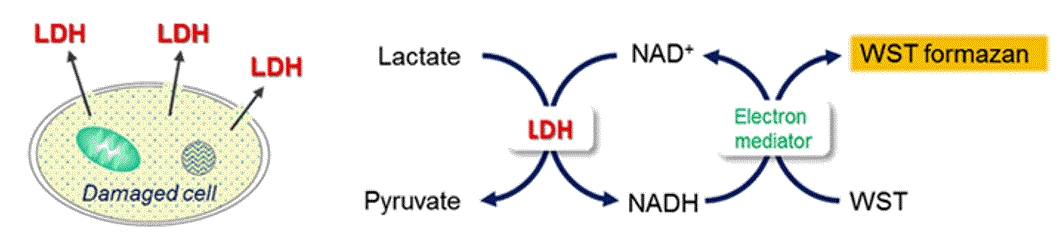 LDH
LDH
LDH
Damaged cell
Lactate
NAD⁺
WST formazan
LDH
Electron
mediator
Pyruvate
NADH
WST